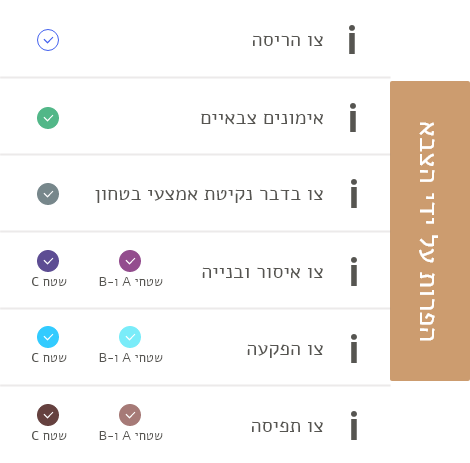 צו הריסה
אימונים צבאיים
צו בדבר נקיטת אמצעי בטחון
צו איסור ובנייה
שטחי A ו-B
שטח C
צו הפקעה
שטחי A ו-B
שטח C
צו תפיסה
שטחי A ו-B
שטח C
הפרות על ידי הצבא